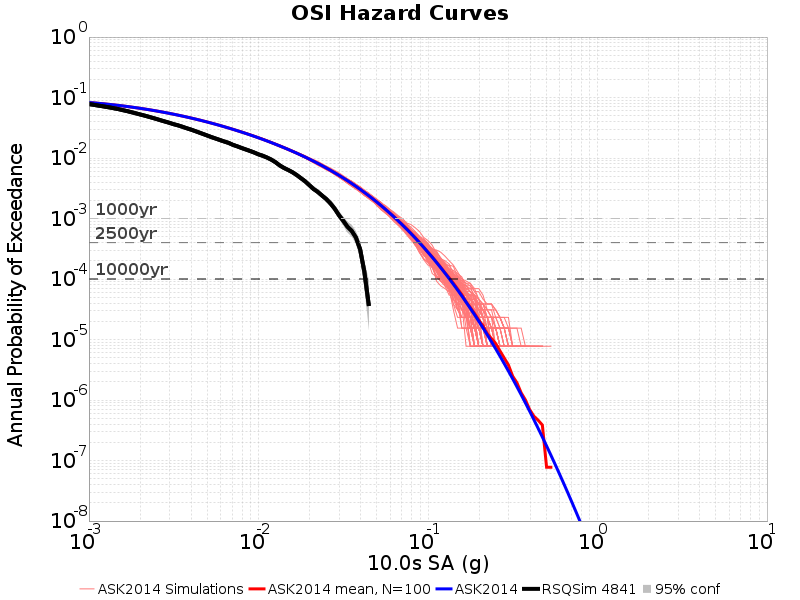 OSI Hazard Curves
Annual Probability of Exceedance
10^0
10^-1
10^-2
10^-3
10^-4
10^-5
10^-6
10^-7
10^-8
1000yr
2500yr
10000yr
10^-3
10^-2
10^-1
10^0
10^1
10.0s SA (g)
ASK2014 Simulations ASK2014 mean, N=100 ASK2014 RSQSim 4841 95% conf